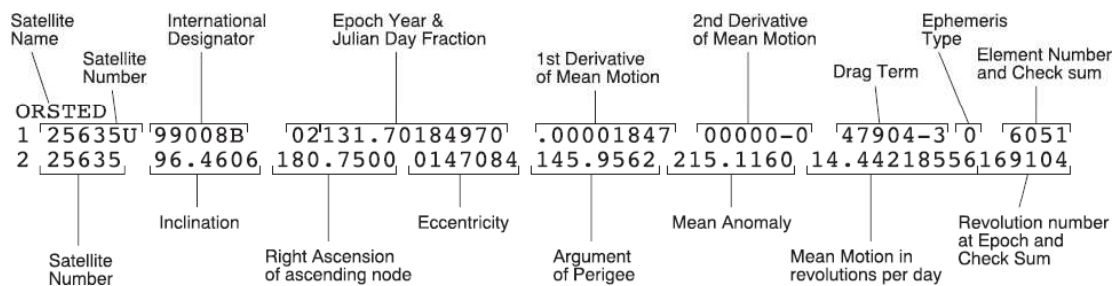 Satellite Name
International Designator
Epoch Year & Julian Day Fraction
2nd Derivative of Mean Motion
Ephemeris Type
Satellite Number
1st Derivative of Mean Motion
Drag Term
Element Number and Check sum
ORSTED
1 25635U 99008B 02131.70184970 .00001847 00000-0 47904-3 0 6051
2 25635 96.4606 180.7500 0147084 145.9562 215.1160 14.44218556169104
Inclination
Eccentricity
Mean Anomaly
Revolution number at Epoch and Check Sum
Satellite Number
Right Ascension of ascending node
Argument of Perigee
Mean Motion in revolutions per day